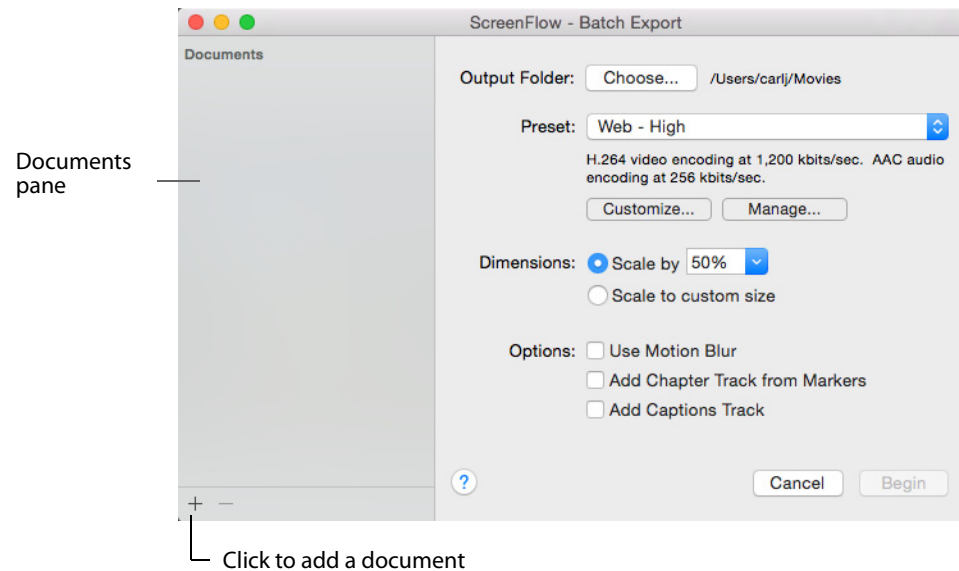 ScreenFlow - Batch Export
Documents
Output Folder: Choose... /Users/carlj/Movies
Preset: Web - High
H.264 video encoding at 1,200 kbits/sec. AAC audio
encoding at 256 kbits/sec.
Customize... Manage...
Dimensions: Scale by 50%
Scale to custom size
Options: Use Motion Blur
Add Chapter Track from Markers
Add Captions Track
? Cancel Begin
+ −
Documents
pane
Click to add a document